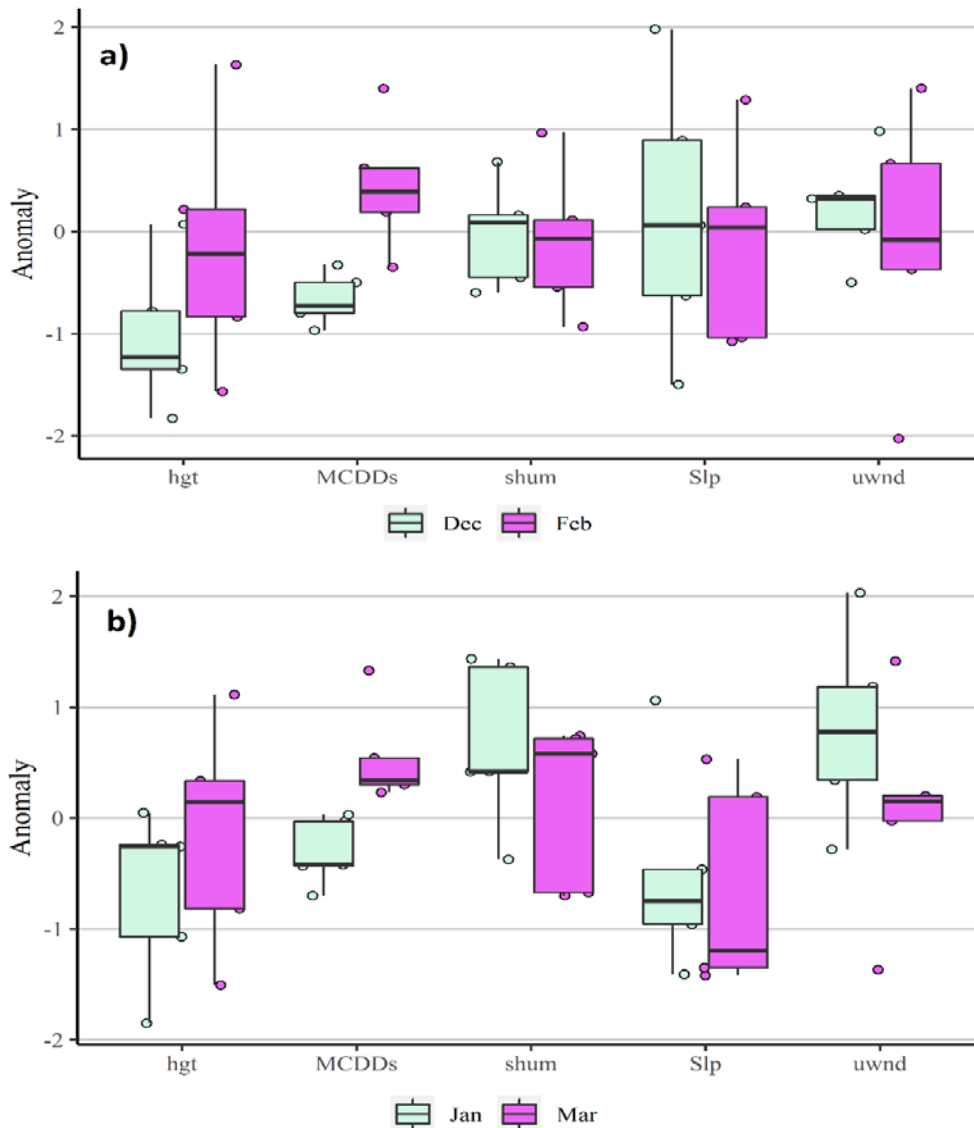 a)
Anomaly
2
1
0
-1
-2
hgt MCDDs shum Slp uwnd
Dec Feb
b)
Anomaly
2
1
0
-1
-2
hgt MCDDs shum Slp uwnd
Jan Mar